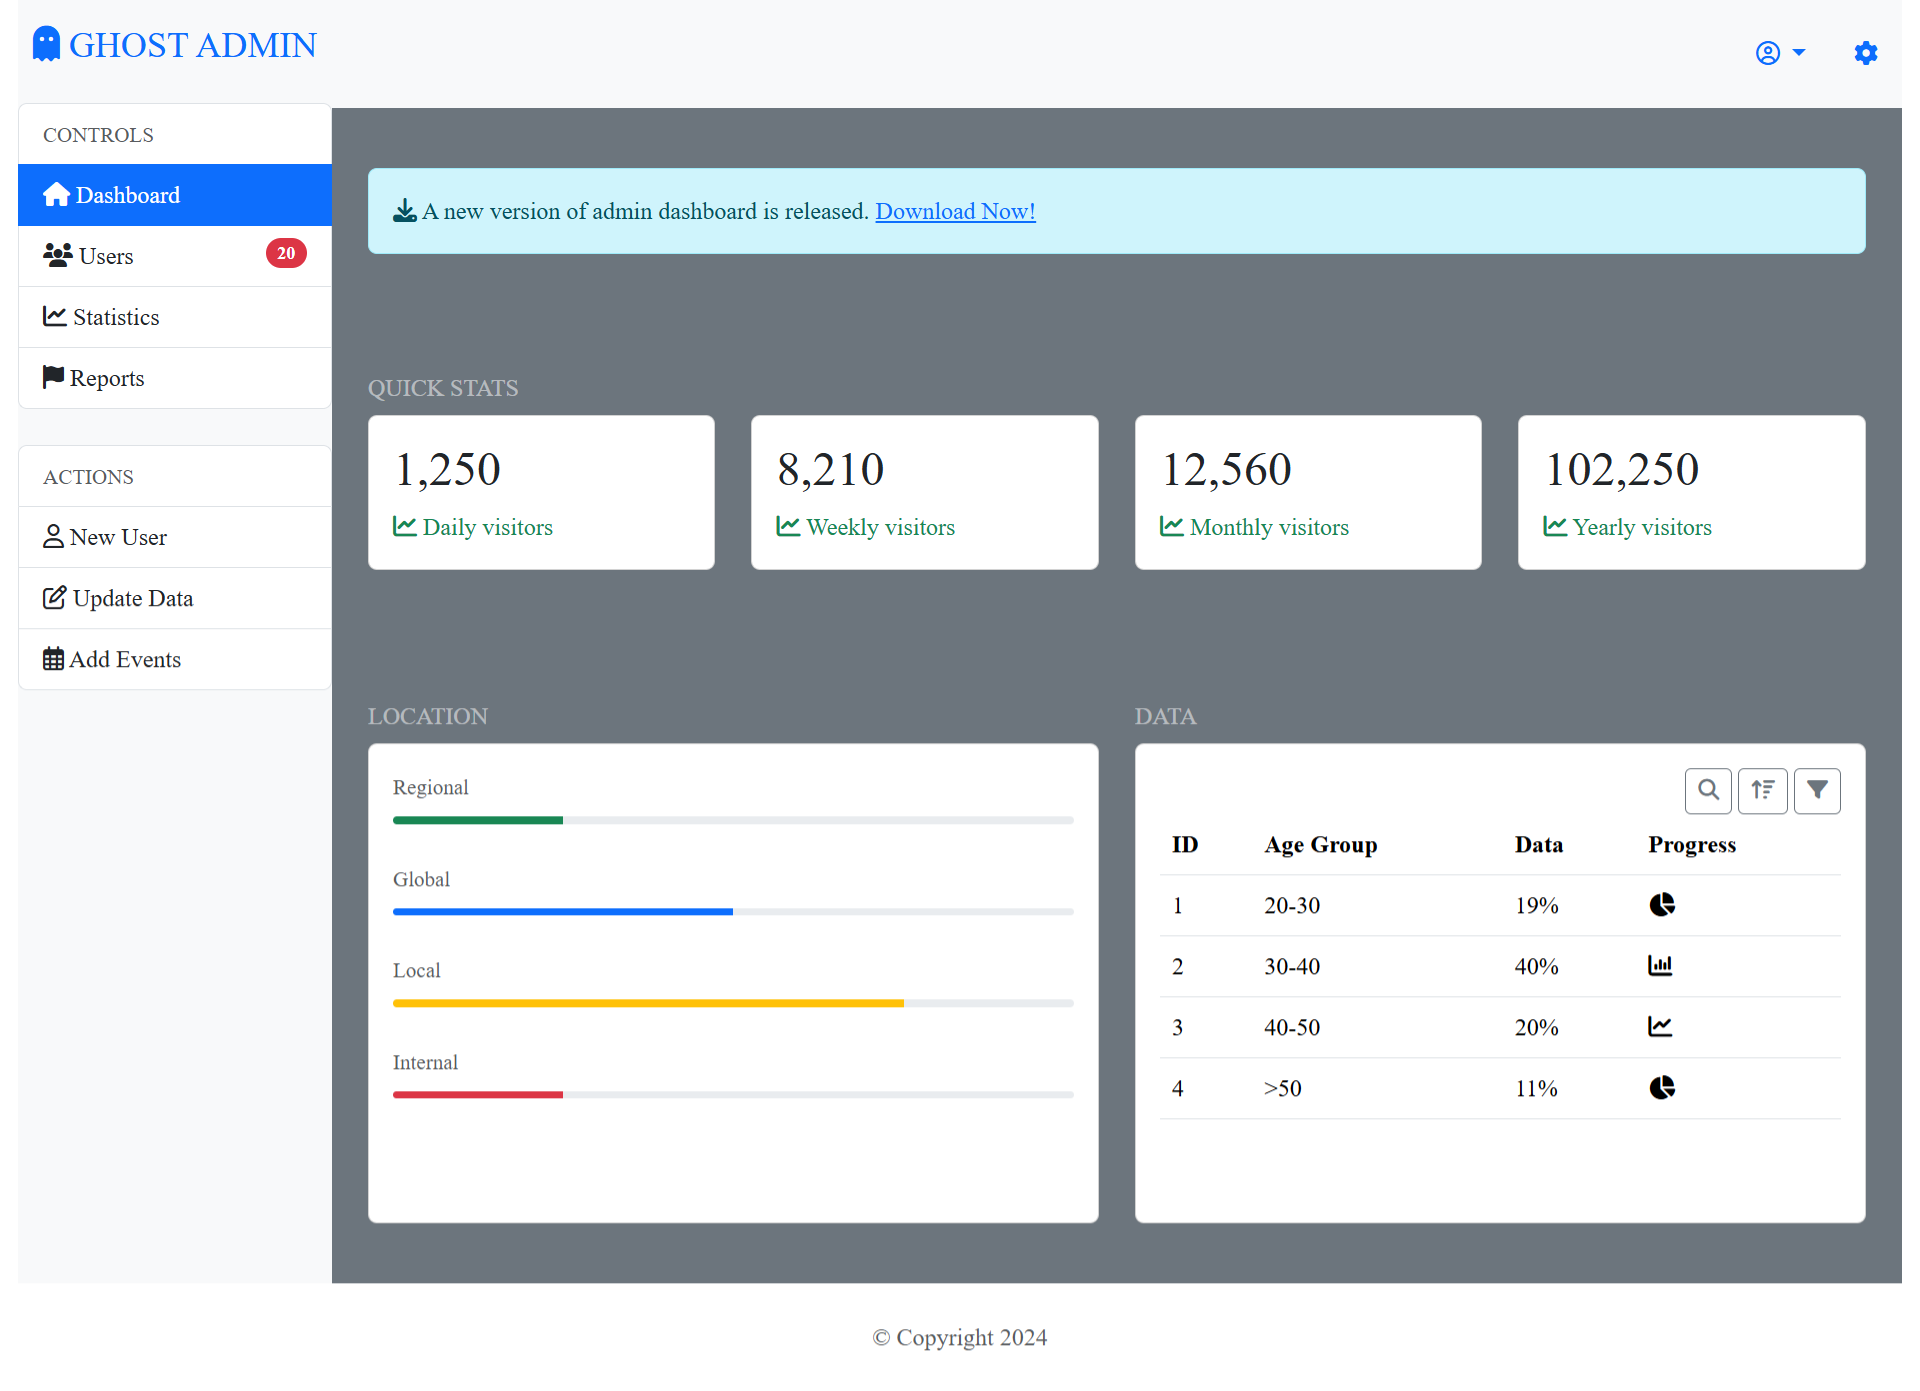 GHOST ADMIN
CONTROLS
Dashboard
Users 20
Statistics
Reports
ACTIONS
New User
Update Data
Add Events
A new version of admin dashboard is released. Download Now!
QUICK STATS
1,250
Daily visitors
8,210
Weekly visitors
12,560
Monthly visitors
102,250
Yearly visitors
LOCATION
Regional
Global
Local
Internal
DATA
ID Age Group Data Progress
1 20-30 19%
2 30-40 40%
3 40-50 20%
4 >50 11%
© Copyright 2024